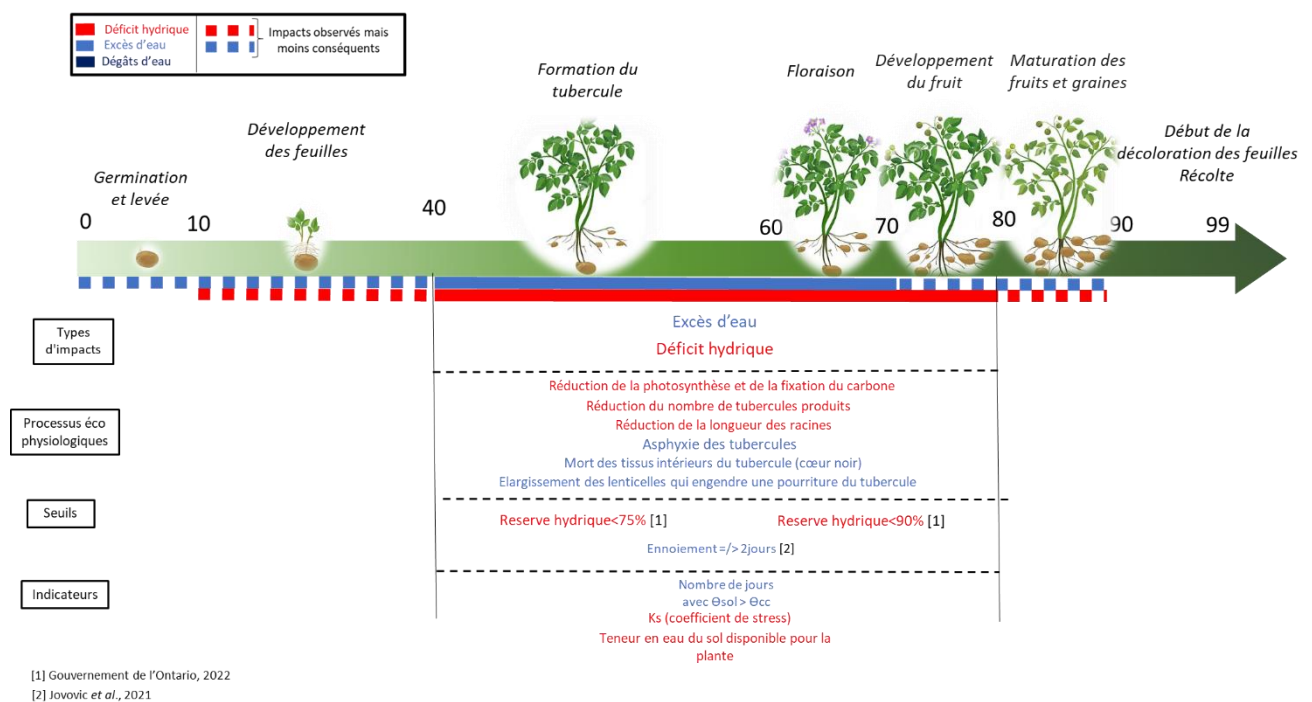 Déficit hydrique
Excès d'eau
Dégâts d'eau
Impacts observés mais
moins conséquents
Germination
et levée
Développement
des feuilles
Formation du
tubercule
Floraison
Développement
du fruit
Maturation des
fruits et graines
Début de la
décoloration des feuilles
Récolte
0
10
40
60
70
80
90
99
Types
d'impacts
Excès d'eau
Déficit hydrique
Processus éco
physiologiques
Réduction de la photosynthèse et de la fixation du carbone
Réduction du nombre de tubercules produits
Réduction de la longueur des racines
Asphyxie des tubercules
Mort des tissus intérieurs du tubercule (cœur noir)
Elargissement des lenticelles qui engendre une pourriture du tubercule
Seuils
Reserve hydrique<75% [1]
Reserve hydrique<90% [1]
Ennoiement =/> 2jours [2]
Indicateurs
Nombre de jours
avec ϴsol > ϴcc
Ks (coefficient de stress)
Teneur en eau du sol disponible pour la
plante
[1] Gouvernement de l'Ontario, 2022
[2] Jovovic et al., 2021